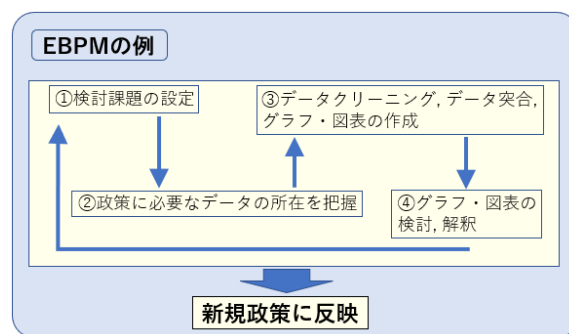 EBPMの例
①検討課題の設定
③データクリーニング, データ突合,
グラフ・図表の作成
②政策に必要なデータの所在を把握
④グラフ・図表の
検討, 解釈
新規政策に反映